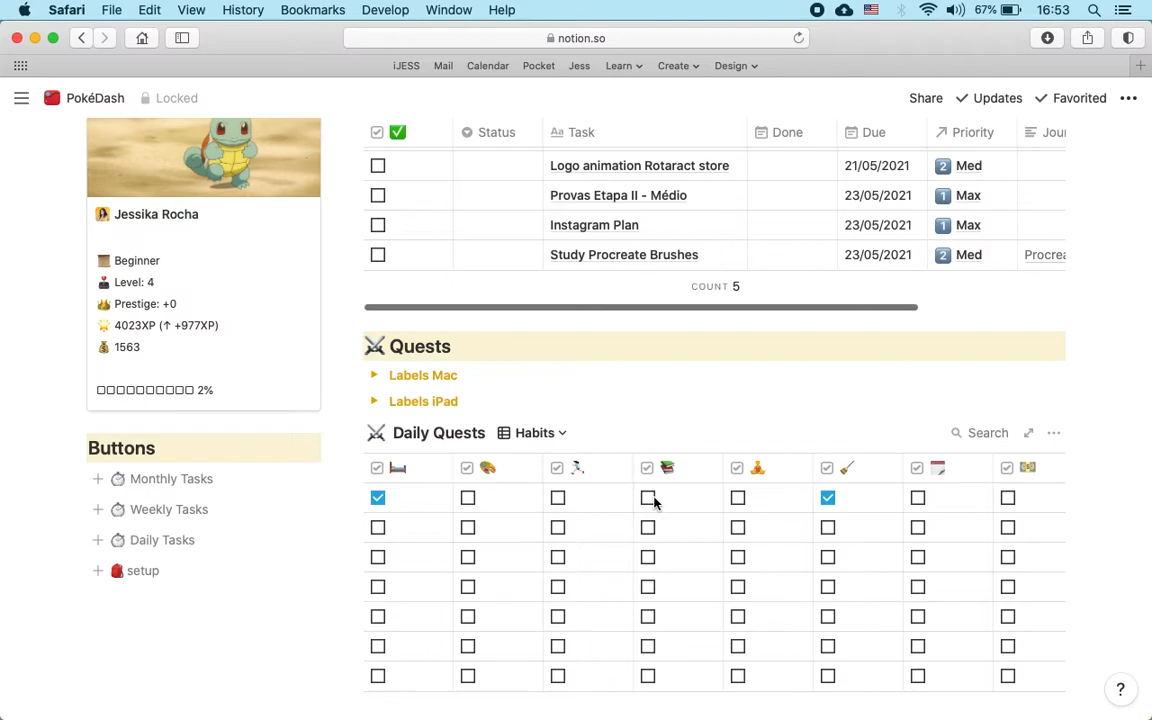 Safari File Edit View History Bookmarks Develop Window Help 67% 16:53
notion.so
iJESS Mail Calendar Pocket Jess Learn Create Design
PokéDash Locked Share Updates Favorited
Status Aa Task Done Due Priority Jou
Logo animation Rotaract store 21/05/2021 2 Med
Provas Etapa II - Médio 23/05/2021 1 Max
Instagram Plan 23/05/2021 1 Max
Study Procreate Brushes 23/05/2021 2 Med Procrea
COUNT 5
Jessika Rocha
Beginner
Level: 4
Prestige: +0
4023XP (↑ +977XP)
1563
2%
Buttons
+ Monthly Tasks
+ Weekly Tasks
+ Daily Tasks
+ setup
Quests
Labels Mac
Labels iPad
Daily Quests Habits Search
?